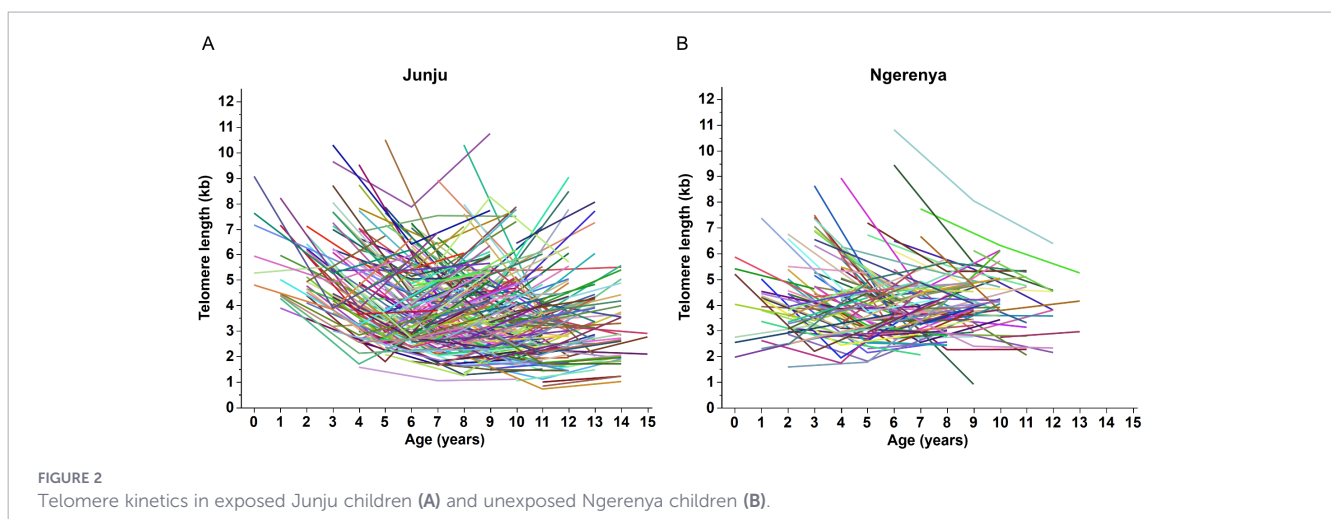 A
B
Junju
Ngerenya
Telomere length (kb)
12
11
10
9
8
7
6
5
4
3
2
1
0
0 1 2 3 4 5 6 7 8 9 10 11 12 13 14 15
Age (years)
Telomere length (kb)
12
11
10
9
8
7
6
5
4
3
2
1
0
0 1 2 3 4 5 6 7 8 9 10 11 12 13 14 15
Age (years)
FIGURE 2
Telomere kinetics in exposed Junju children (A) and unexposed Ngerenya children (B).